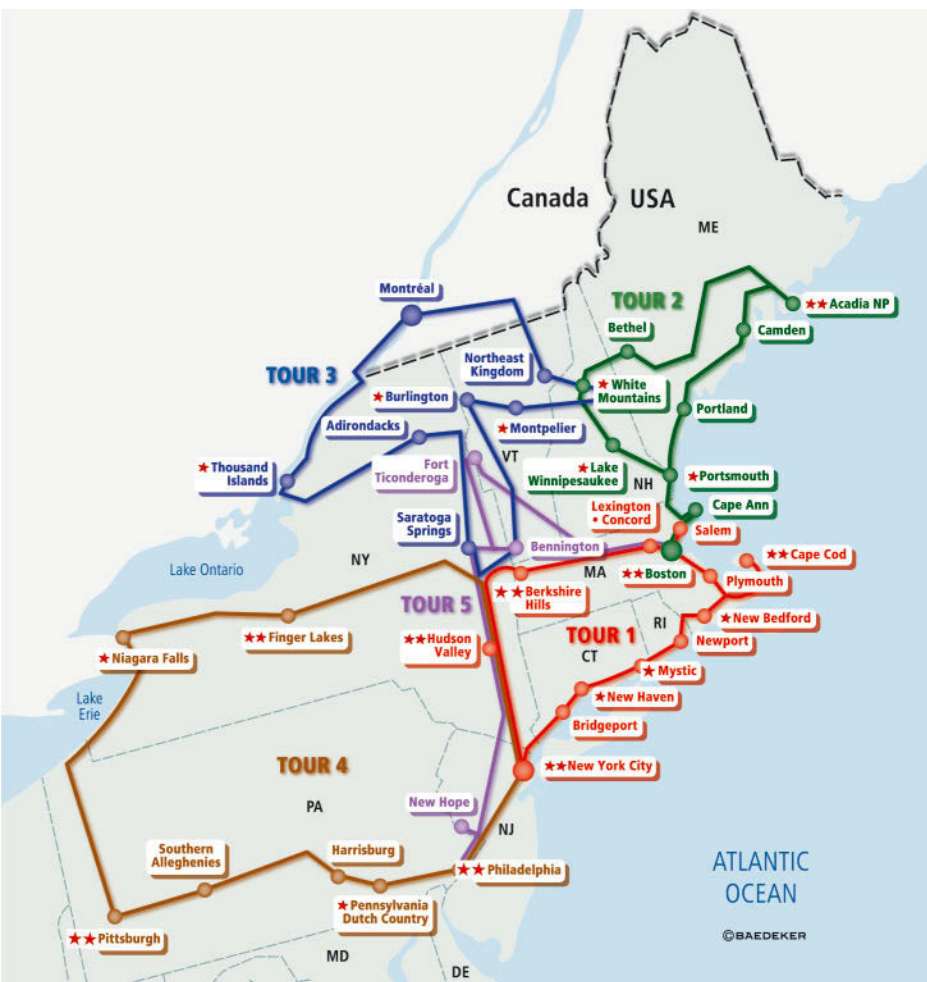 Canada
USA
ME
Montréal
TOUR 2
★★Acadia NP
Bethel
Camden
Northeast
Kingdom
TOUR 3
★White
Mountains
★Burlington
Portland
Adirondacks
★Montpelier
VT
Fort
Ticonderoga
★Thousand
Islands
★Lake
Winnipesaukee
★Portsmouth
NH
Lexington
• Concord
Cape Ann
Saratoga
Springs
Salem
Bennington
★★Cape Cod
NY
Lake Ontario
MA
★★Boston
Plymouth
★★Berkshire
Hills
TOUR 5
★New Bedford
RI
★★Finger Lakes
★★Hudson
Valley
TOUR 1
Newport
★Niagara Falls
CT
★Mystic
Lake
Erie
★New Haven
Bridgeport
TOUR 4
★★New York City
PA
New Hope
NJ
Southern
Alleghenies
Harrisburg
★★Philadelphia
ATLANTIC
OCEAN
★Pennsylvania
Dutch Country
★★Pittsburgh
©BAEDEKER
MD
DE